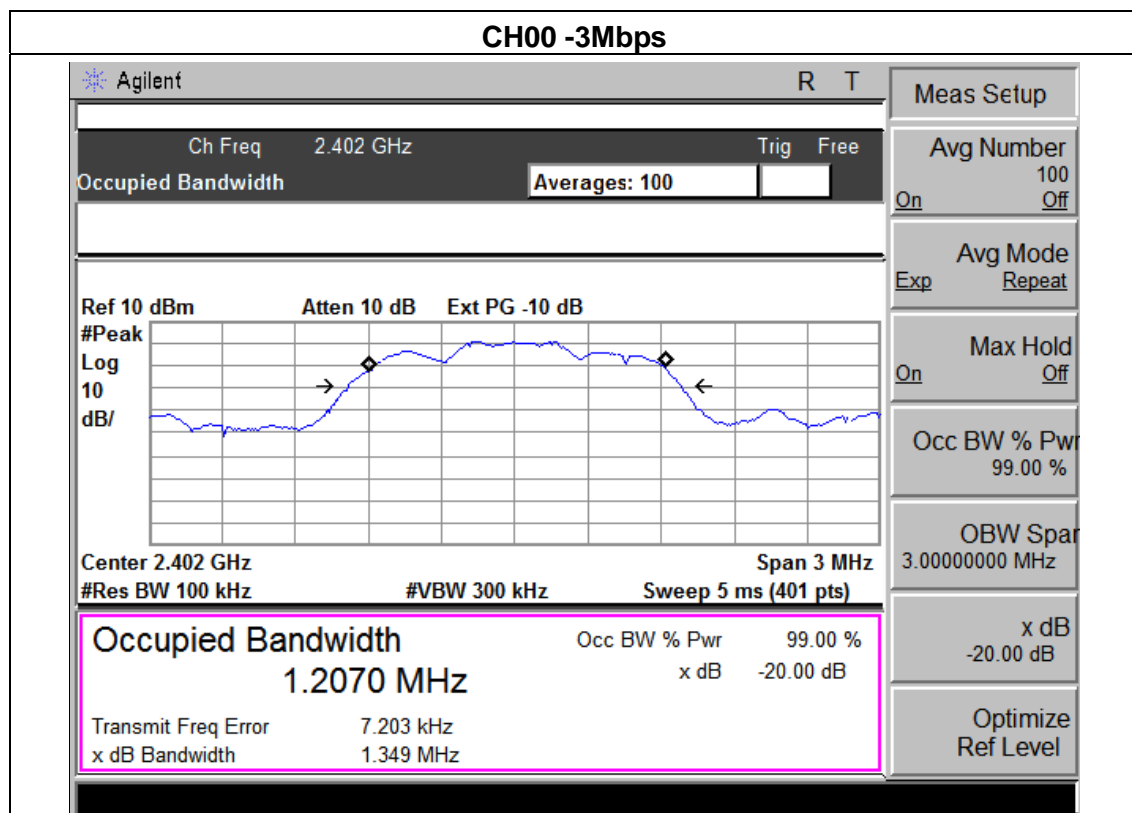 CH00 -3Mbps
Agilent R T
Ch Freq 2.402 GHz Trig Free
Occupied Bandwidth Averages: 100
Ref 10 dBm Atten 10 dB Ext PG -10 dB
#Peak
Log
10
dB/
Center 2.402 GHz Span 3 MHz
#Res BW 100 kHz #VBW 300 kHz Sweep 5 ms (401 pts)
Occupied Bandwidth
1.2070 MHz
Occ BW % Pwr 99.00 %
x dB -20.00 dB
Transmit Freq Error 7.203 kHz
x dB Bandwidth 1.349 MHz
Meas Setup
Avg Number
100
On Off
Avg Mode
Exp Repeat
Max Hold
On Off
Occ BW % Pwr
99.00 %
OBW Spar
3.00000000 MHz
x dB
-20.00 dB
Optimize
Ref Level